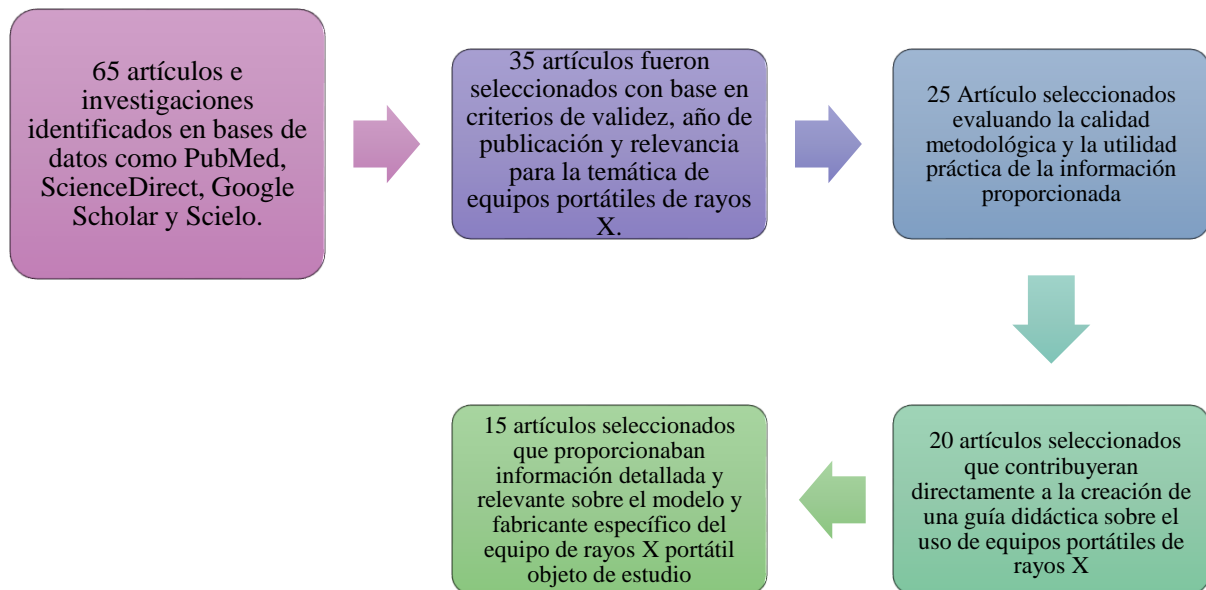 65 artículos e
investigaciones
identificados en bases de
datos como PubMed,
ScienceDirect, Google
Scholar y Scielo.
35 artículos fueron
seleccionados con base en
criterios de validez, año de
publicación y relevancia
para la temática de
equipos portátiles de rayos
X.
25 Artículo seleccionados
evaluando la calidad
metodológica y la utilidad
práctica de la información
proporcionada
20 artículos seleccionados
que contribuyeran
directamente a la creación de
una guía didáctica sobre el
uso de equipos portátiles de
rayos X
15 artículos seleccionados
que proporcionaban
información detallada y
relevante sobre el modelo y
fabricante específico del
equipo de rayos X portátil
objeto de estudio